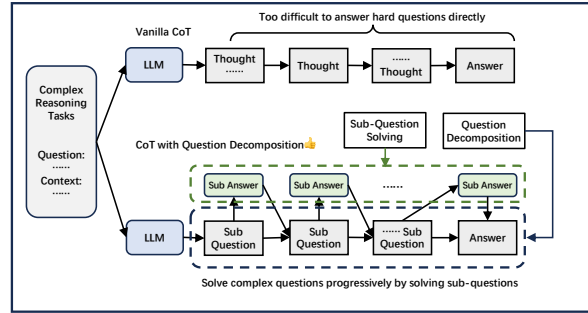 Too difficult to answer hard questions directly
Vanilla CoT
LLM
Thought
......
Thought
......
Thought
Answer
Complex
Reasoning
Tasks
Question:
......
Context:
......
Sub-Question
Solving
Question
Decomposition
CoT with Question Decomposition👍
Sub Answer
Sub Answer
......
Sub Answer
LLM
Sub
Question
Sub
Question
...... Sub
Question
Answer
Solve complex questions progressively by solving sub-questions